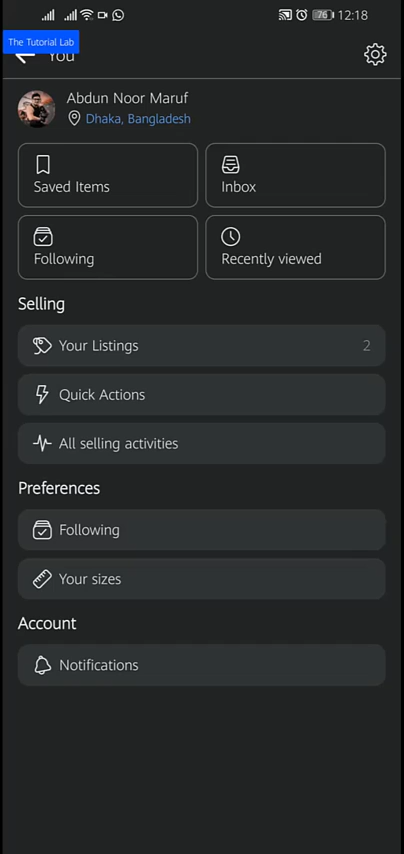 76 12:18
The Tutorial Lab
You
Abdun Noor Maruf
Dhaka, Bangladesh
Saved Items
Inbox
Following
Recently viewed
Selling
Your Listings 2
Quick Actions
All selling activities
Preferences
Following
Your sizes
Account
Notifications